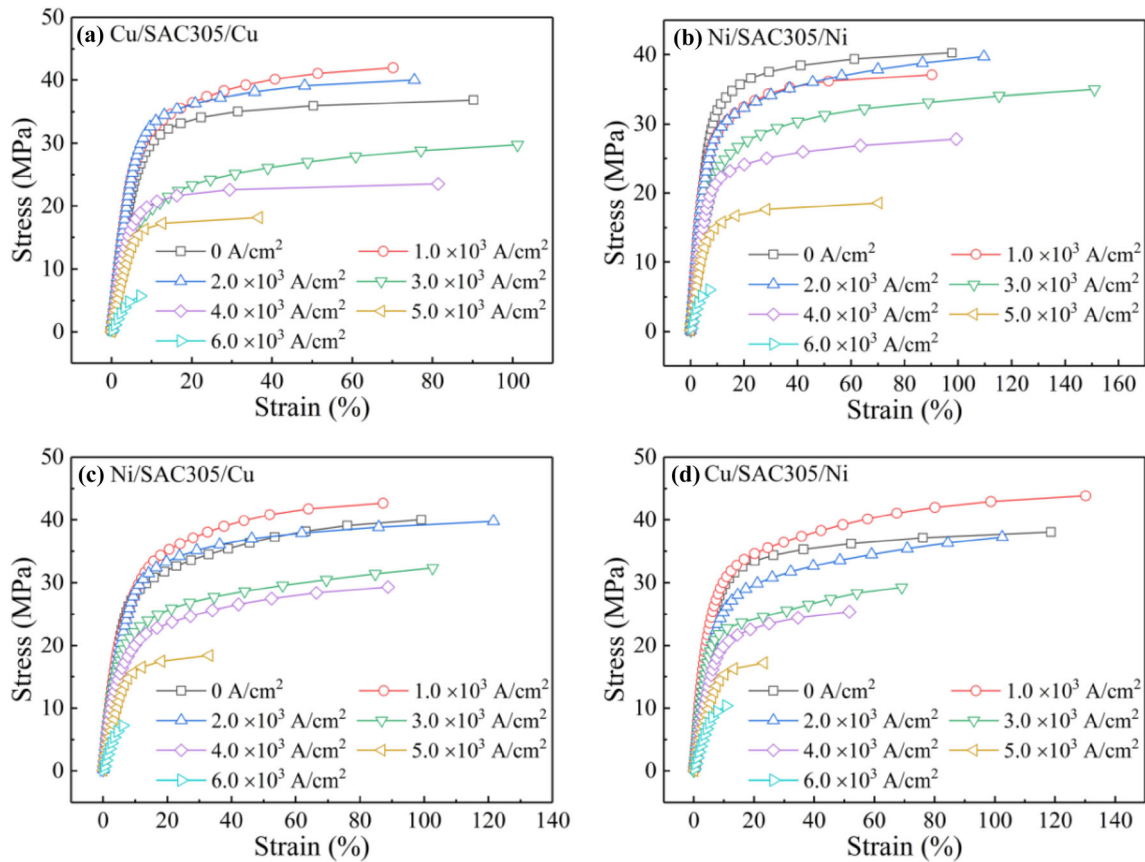 (a) Cu/SAC305/Cu
50
40
30
20
10
0
Stress (MPa)
0 A/cm²
1.0 ×10³ A/cm²
2.0 ×10³ A/cm²
3.0 ×10³ A/cm²
4.0 ×10³ A/cm²
5.0 ×10³ A/cm²
6.0 ×10³ A/cm²
0 20 40 60 80 100
Strain (%)
(b) Ni/SAC305/Ni
40
30
20
10
0
Stress (MPa)
0 A/cm²
1.0 ×10³ A/cm²
2.0 ×10³ A/cm²
3.0 ×10³ A/cm²
4.0 ×10³ A/cm²
5.0 ×10³ A/cm²
6.0 ×10³ A/cm²
0 20 40 60 80 100 120 140 160
Strain (%)
(c) Ni/SAC305/Cu
50
40
30
20
10
0
Stress (MPa)
0 A/cm²
1.0 ×10³ A/cm²
2.0 ×10³ A/cm²
3.0 ×10³ A/cm²
4.0 ×10³ A/cm²
5.0 ×10³ A/cm²
6.0 ×10³ A/cm²
0 20 40 60 80 100 120 140
Strain (%)
(d) Cu/SAC305/Ni
50
40
30
20
10
0
Stress (MPa)
0 A/cm²
1.0 ×10³ A/cm²
2.0 ×10³ A/cm²
3.0 ×10³ A/cm²
4.0 ×10³ A/cm²
5.0 ×10³ A/cm²
6.0 ×10³ A/cm²
0 20 40 60 80 100 120 140
Strain (%)